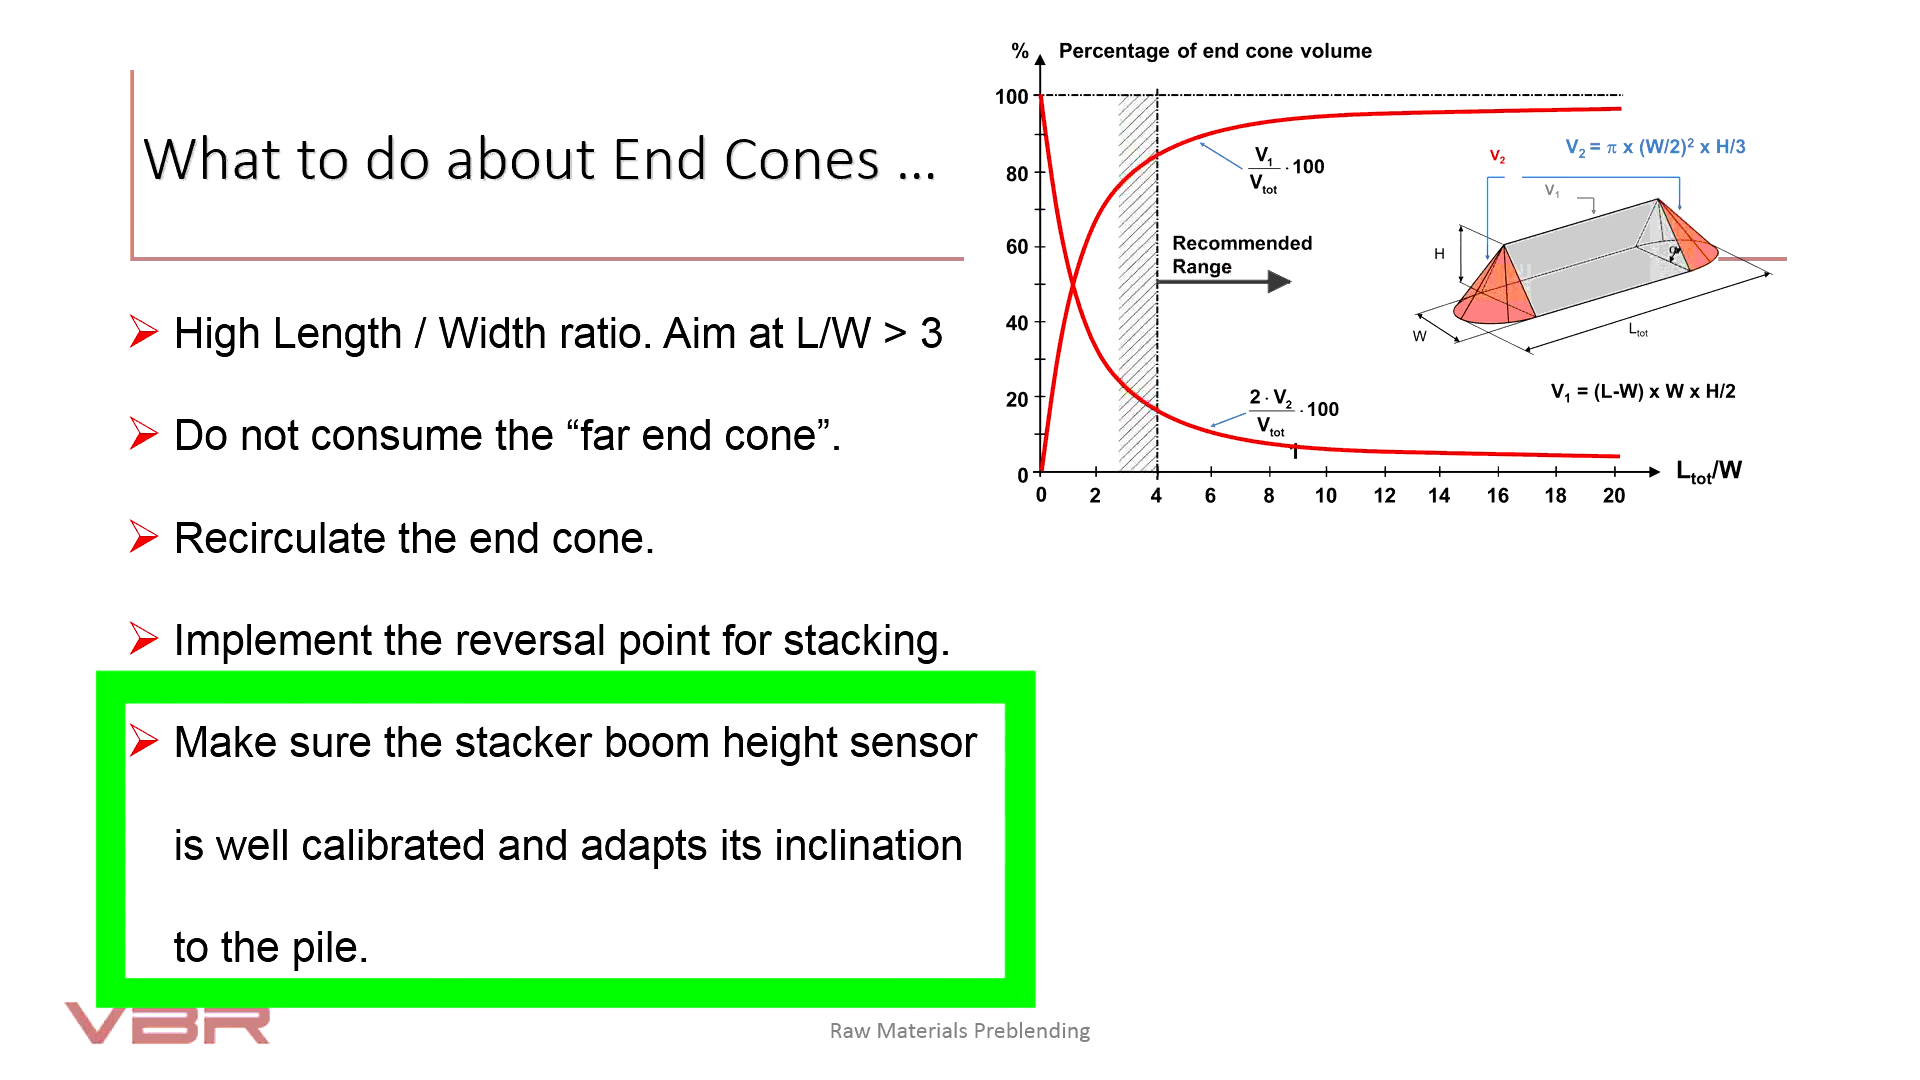 What to do about End Cones ...
High Length / Width ratio. Aim at L/W > 3
Do not consume the “far end cone”.
Recirculate the end cone.
Implement the reversal point for stacking.
Make sure the stacker boom height sensor
is well calibrated and adapts its inclination
to the pile.
% Percentage of end cone volume
100
80
60
40
20
0
0 2 4 6 8 10 12 14 16 18 20
Ltot/W
V1/Vtot · 100
Recommended
Range
2 · V2/Vtot · 100
V2 = π x (W/2)² x H/3
V2
V1
H
α
W
Ltot
V1 = (L-W) x W x H/2
VBR
Raw Materials Preblending